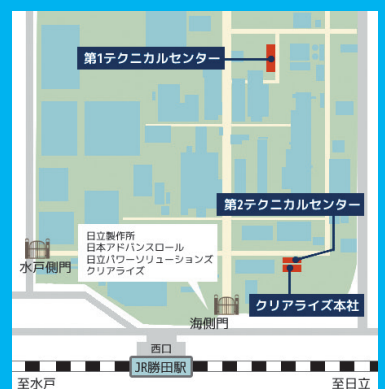 第1テクニカルセンター
第2テクニカルセンター
日立製作所
日本アドバンスロール
日立パワーソリューションズ
クリアライズ
水戸側門
クリアライズ本社
海側門
西口
JR勝田駅
至水戸
至日立